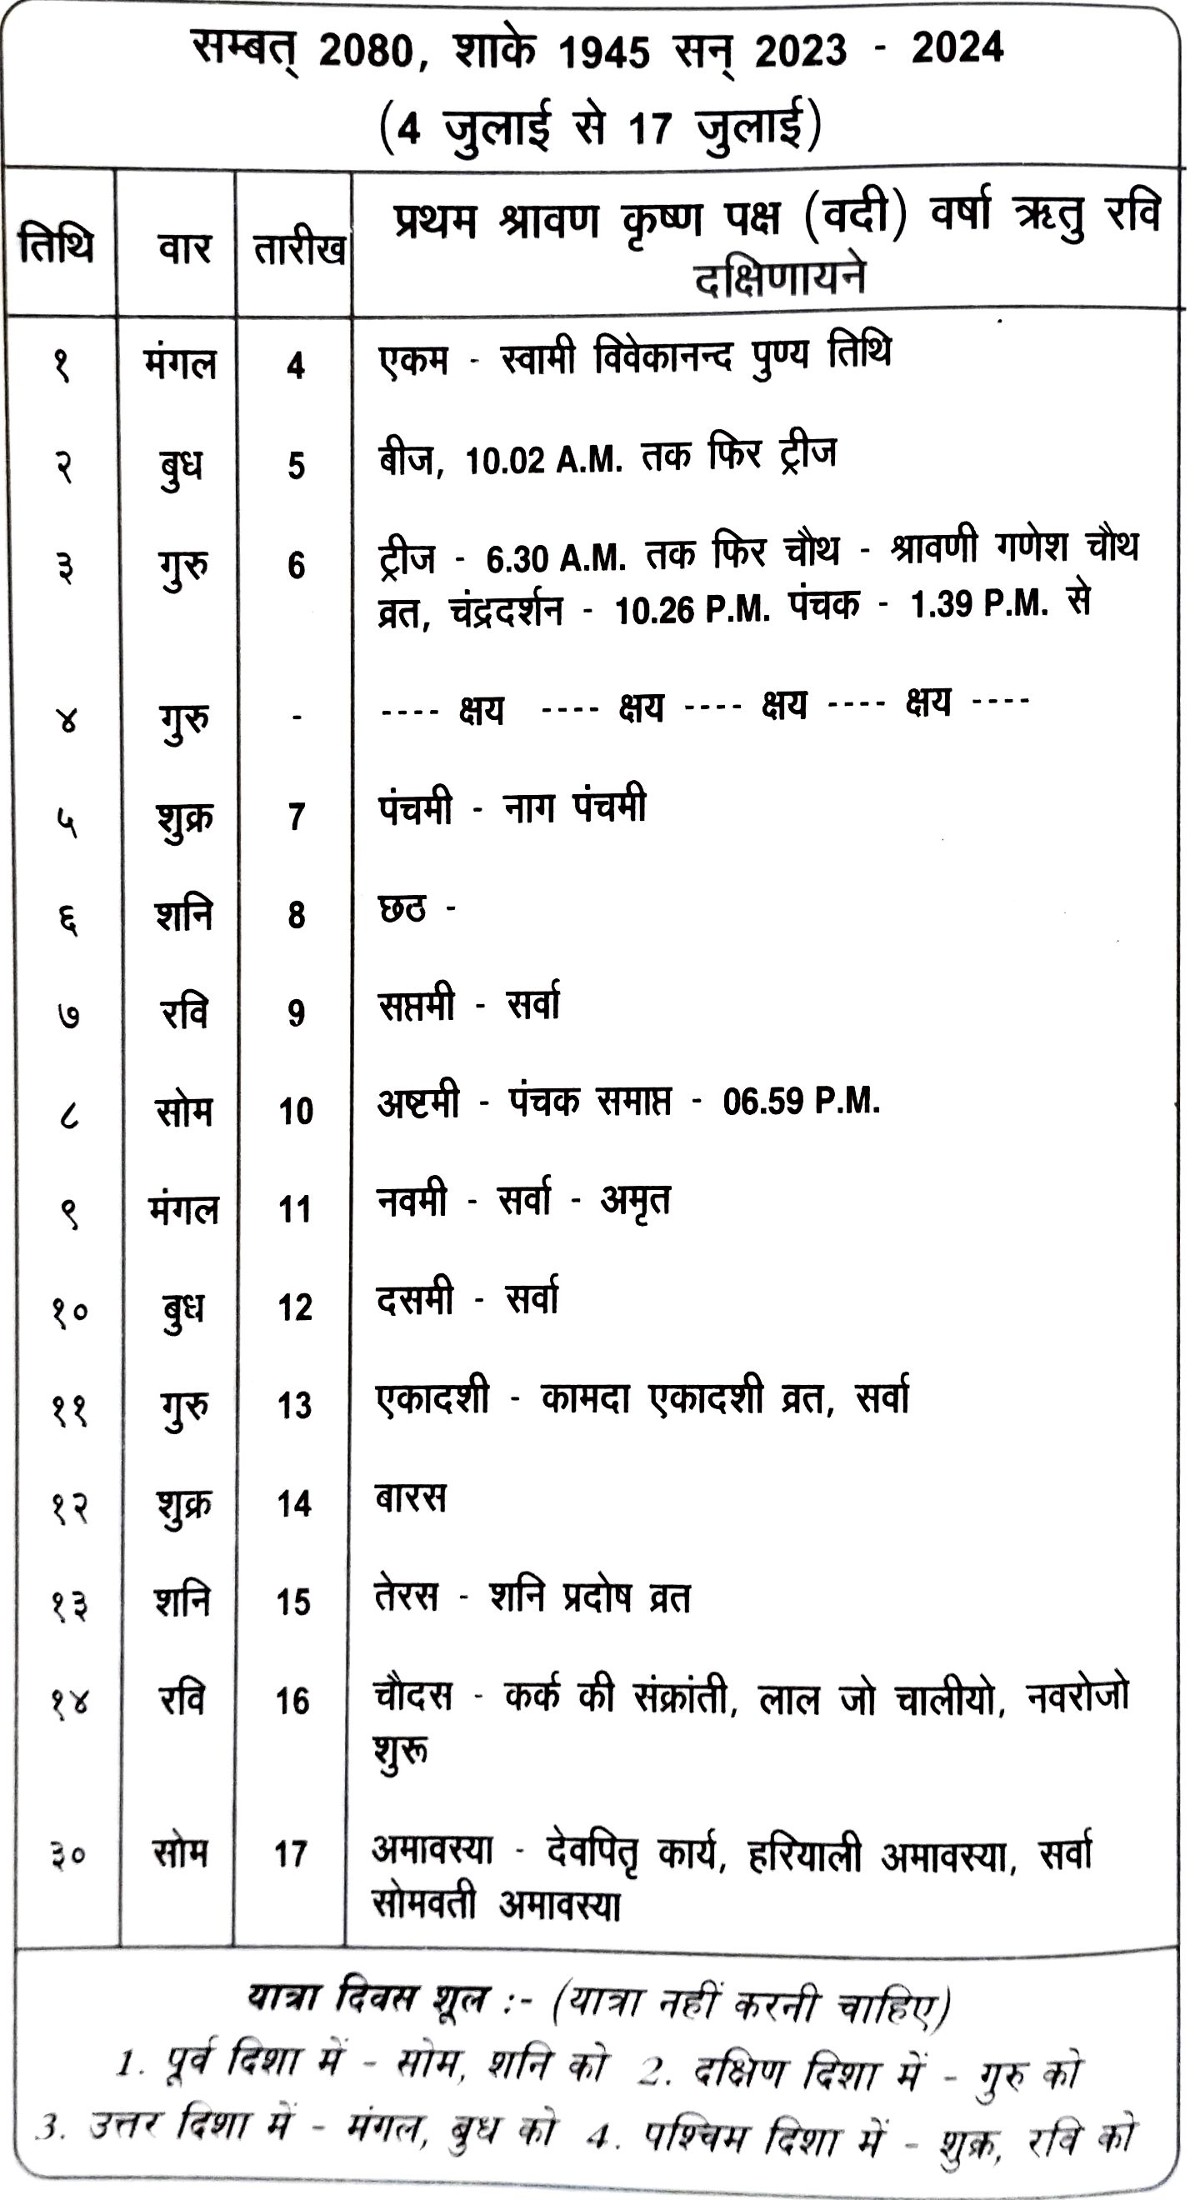 सम्बत् 2080, शाके 1945 सन् 2023 - 2024
(4 जुलाई से 17 जुलाई)
तिथि वार तारीख प्रथम श्रावण कृष्ण पक्ष (वदी) वर्षा ऋतु रवि
दक्षिणायने
१ मंगल 4 एकम - स्वामी विवेकानन्द पुण्य तिथि
२ बुध 5 बीज, 10.02 A.M. तक फिर ट्रीज
३ गुरु 6 ट्रीज - 6.30 A.M. तक फिर चौथ - श्रावणी गणेश चौथ
व्रत, चंद्रदर्शन - 10.26 P.M. पंचक - 1.39 P.M. से
४ गुरु - ---- क्षय ---- क्षय ---- क्षय ---- क्षय ----
५ शुक्र 7 पंचमी - नाग पंचमी
६ शनि 8 छठ -
७ रवि 9 सप्तमी - सर्वा
८ सोम 10 अष्टमी - पंचक समाप्त - 06.59 P.M.
९ मंगल 11 नवमी - सर्वा - अमृत
१० बुध 12 दसमी - सर्वा
११ गुरु 13 एकादशी - कामदा एकादशी व्रत, सर्वा
१२ शुक्र 14 बारस
१३ शनि 15 तेरस - शनि प्रदोष व्रत
१४ रवि 16 चौदस - कर्क की संक्रांती, लाल जो चालीयो, नवरोजो
शुरू
३० सोम 17 अमावस्या - देवपितृ कार्य, हरियाली अमावस्या, सर्वा
सोमवती अमावस्या
यात्रा दिवस शूल :- (यात्रा नहीं करनी चाहिए)
1. पूर्व दिशा में - सोम, शनि को 2. दक्षिण दिशा में - गुरु को
3. उत्तर दिशा में - मंगल, बुध को 4. पश्चिम दिशा में - शुक्र, रवि को